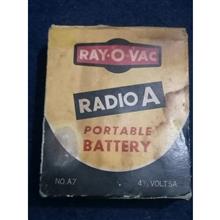 RAY-O-VAC
RADIO A
PORTABLE
BATTERY
NO. A7
4½ VOLTS A